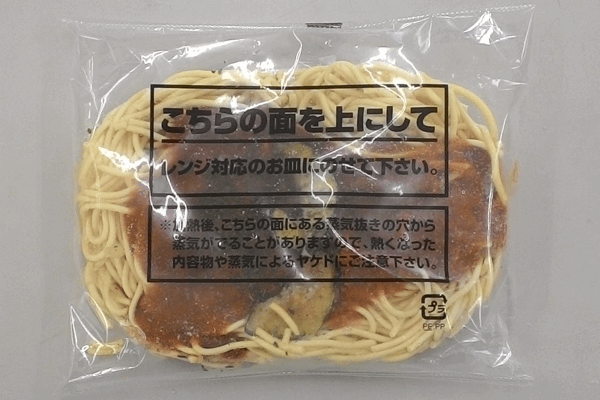 こちらの面を上にして
レンジ対応のお皿にのせて下さい。
※加熱後、こちらの面にある蒸気抜きの穴から
蒸気がでることがありますので、熱くなった
内容物や蒸気によるヤケドにご注意下さい。
プラ
PE,PP